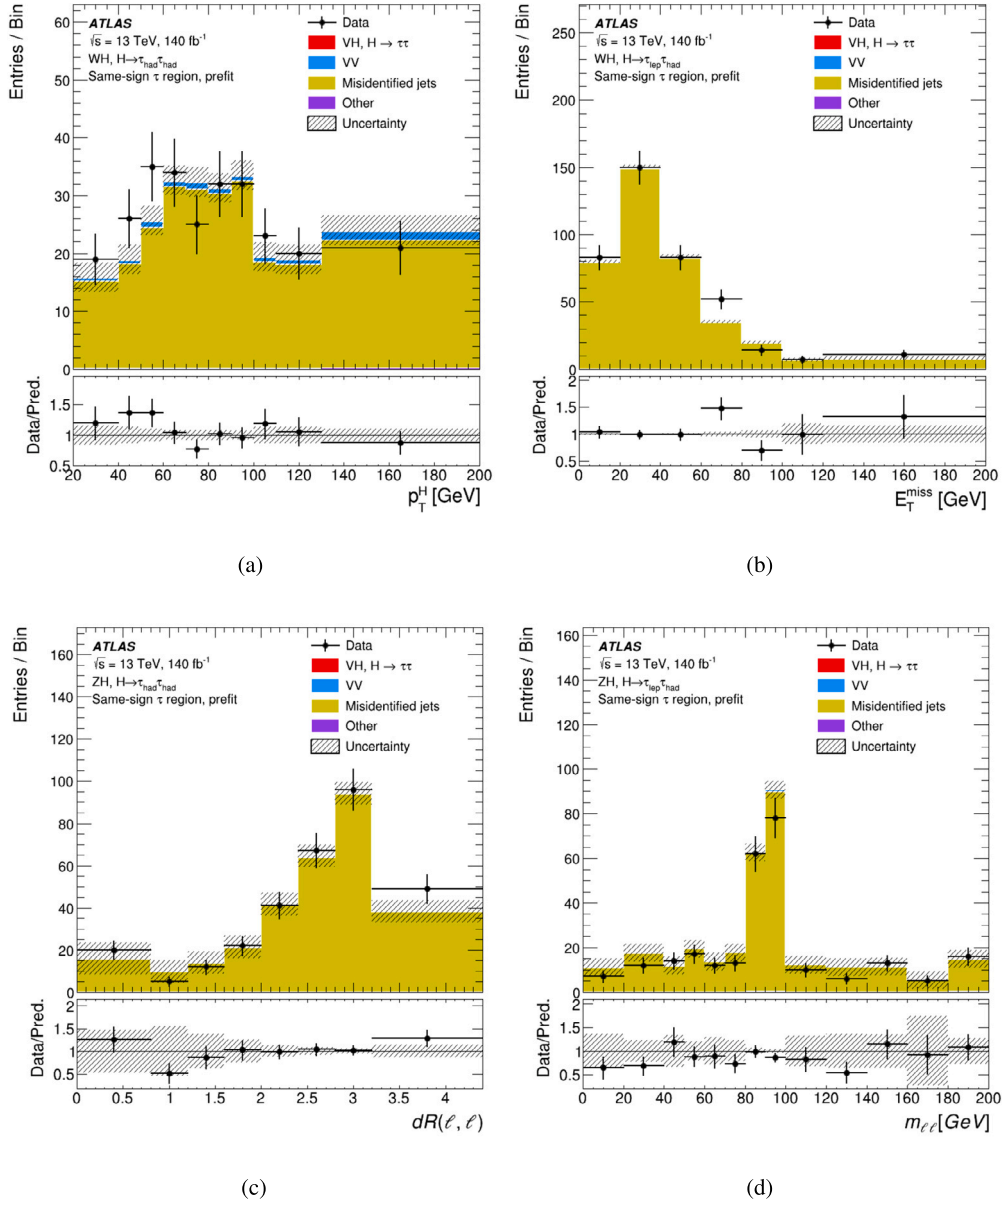 Entries / Bin
60
50
40
30
20
10
0
ATLAS
√s = 13 TeV, 140 fb⁻¹
WH, H→τhadτhad
Same-sign τ region, prefit
Data
VH, H → ττ
VV
Misidentified jets
Other
Uncertainty
Data/Pred.
1.5
1
0.5
20 40 60 80 100 120 140 160 180 200
p_T^H [GeV]
(a)
Entries / Bin
250
200
150
100
50
0
ATLAS
√s = 13 TeV, 140 fb⁻¹
WH, H→τlepτhad
Same-sign τ region, prefit
Data
VH, H → ττ
VV
Misidentified jets
Other
Uncertainty
Data/Pred.
2
1.5
1
0.5
0 20 40 60 80 100 120 140 160 180 200
E_T^miss [GeV]
(b)
Entries / Bin
160
140
120
100
80
60
40
20
0
ATLAS
√s = 13 TeV, 140 fb⁻¹
ZH, H→τhadτhad
Same-sign τ region, prefit
Data
VH, H → ττ
VV
Misidentified jets
Other
Uncertainty
Data/Pred.
2
1.5
1
0.5
0 0.5 1 1.5 2 2.5 3 3.5 4
dR(ℓ, ℓ)
(c)
Entries / Bin
160
140
120
100
80
60
40
20
0
ATLAS
√s = 13 TeV, 140 fb⁻¹
ZH, H→τlepτhad
Same-sign τ region, prefit
Data
VH, H → ττ
VV
Misidentified jets
Other
Uncertainty
Data/Pred.
2
1.5
1
0.5
0 20 40 60 80 100 120 140 160 180 200
mℓℓ[GeV]
(d)